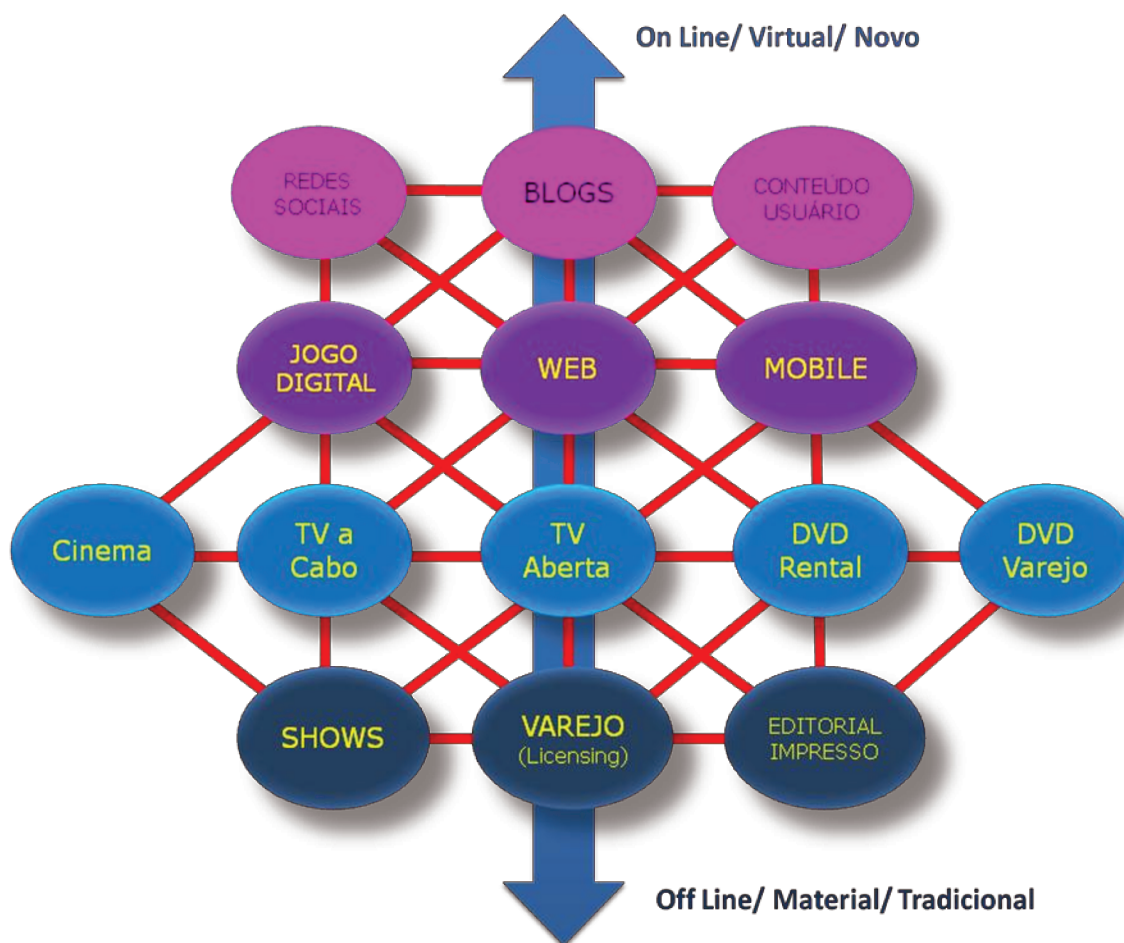 On Line/ Virtual/ Novo
REDES
SOCIAIS
BLOGS
CONTEÚDO
USUÁRIO
JOGO
DIGITAL
WEB
MOBILE
Cinema
TV a
Cabo
TV
Aberta
DVD
Rental
DVD
Varejo
SHOWS
VAREJO
(Licensing)
EDITORIAL
IMPRESSO
Off Line/ Material/ Tradicional